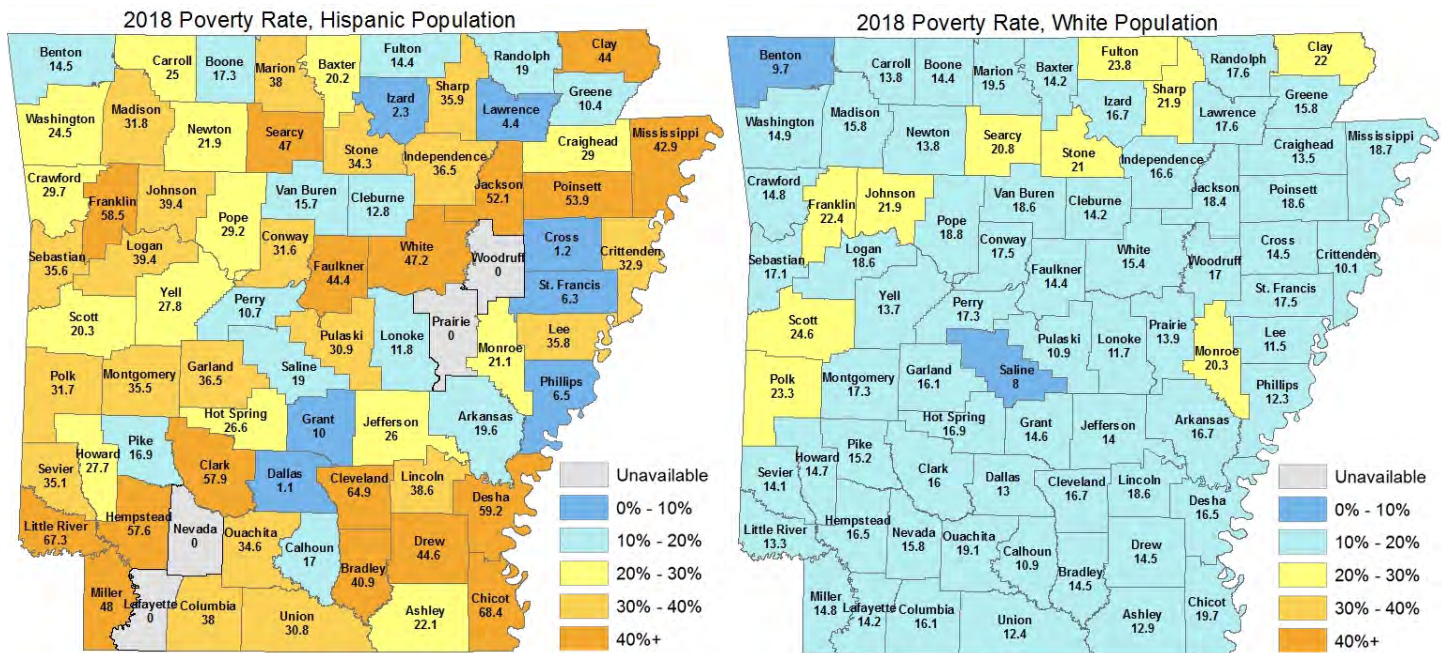 2018 Poverty Rate, Hispanic Population
Benton
14.5
Carroll
25
Boone
17.3
Marion
38
Baxter
20.2
Fulton
14.4
Randolph
19
Clay
44
Washington
24.5
Madison
31.8
Newton
21.9
Searcy
47
Stone
34.3
Izard
2.3
Sharp
35.9
Lawrence
4.4
Greene
10.4
Independence
36.5
Craighead
29
Mississippi
42.9
Crawford
29.7
Franklin
58.5
Johnson
39.4
Pope
29.2
Van Buren
15.7
Cleburne
12.8
Jackson
52.1
Poinsett
53.9
Sebastian
35.6
Logan
39.4
Conway
31.6
Faulkner
44.4
White
47.2
Woodruff
0
Cross
1.2
Crittenden
32.9
St. Francis
6.3
Scott
20.3
Yell
27.8
Perry
10.7
Pulaski
30.9
Lonoke
11.8
Prairie
0
Monroe
21.1
Lee
35.8
Phillips
6.5
Polk
31.7
Montgomery
35.5
Garland
36.5
Saline
19
Hot Spring
26.6
Grant
10
Jefferson
26
Arkansas
19.6
Sevier
35.1
Howard
27.7
Pike
16.9
Clark
57.9
Dallas
1.1
Cleveland
64.9
Lincoln
38.6
Desha
59.2
Little River
67.3
Hempstead
57.6
Nevada
0
Ouachita
34.6
Calhoun
17
Bradley
40.9
Drew
44.6
Miller
48
Lafayette
0
Columbia
38
Union
30.8
Ashley
22.1
Chicot
68.4
Unavailable
0% - 10%
10% - 20%
20% - 30%
30% - 40%
40%+
2018 Poverty Rate, White Population
Benton
9.7
Carroll
13.8
Boone
14.4
Marion
19.5
Baxter
14.2
Fulton
23.8
Randolph
17.6
Clay
22
Washington
14.9
Madison
15.8
Newton
13.8
Searcy
20.8
Stone
21
Izard
16.7
Sharp
21.9
Lawrence
17.6
Greene
15.8
Independence
16.6
Craighead
13.5
Mississippi
18.7
Crawford
14.8
Franklin
22.4
Johnson
21.9
Pope
18.8
Van Buren
18.6
Cleburne
14.2
Jackson
18.4
Poinsett
18.6
Sebastian
17.1
Logan
18.6
Conway
17.5
Faulkner
14.4
White
15.4
Woodruff
17
Cross
14.5
Crittenden
10.1
St. Francis
17.5
Scott
24.6
Yell
13.7
Perry
17.3
Pulaski
10.9
Lonoke
11.7
Prairie
13.9
Monroe
20.3
Lee
11.5
Phillips
12.3
Polk
23.3
Montgomery
17.3
Garland
16.1
Saline
8
Hot Spring
16.9
Grant
14.6
Jefferson
14
Arkansas
16.7
Sevier
14.1
Howard
14.7
Pike
15.2
Clark
16
Dallas
13
Cleveland
16.7
Lincoln
18.6
Desha
16.5
Little River
13.3
Hempstead
16.5
Nevada
15.8
Ouachita
19.1
Calhoun
10.9
Bradley
14.5
Drew
14.5
Miller
14.8
Lafayette
14.2
Columbia
16.1
Union
12.4
Ashley
12.9
Chicot
19.7
Unavailable
0% - 10%
10% - 20%
20% - 30%
30% - 40%
40%+